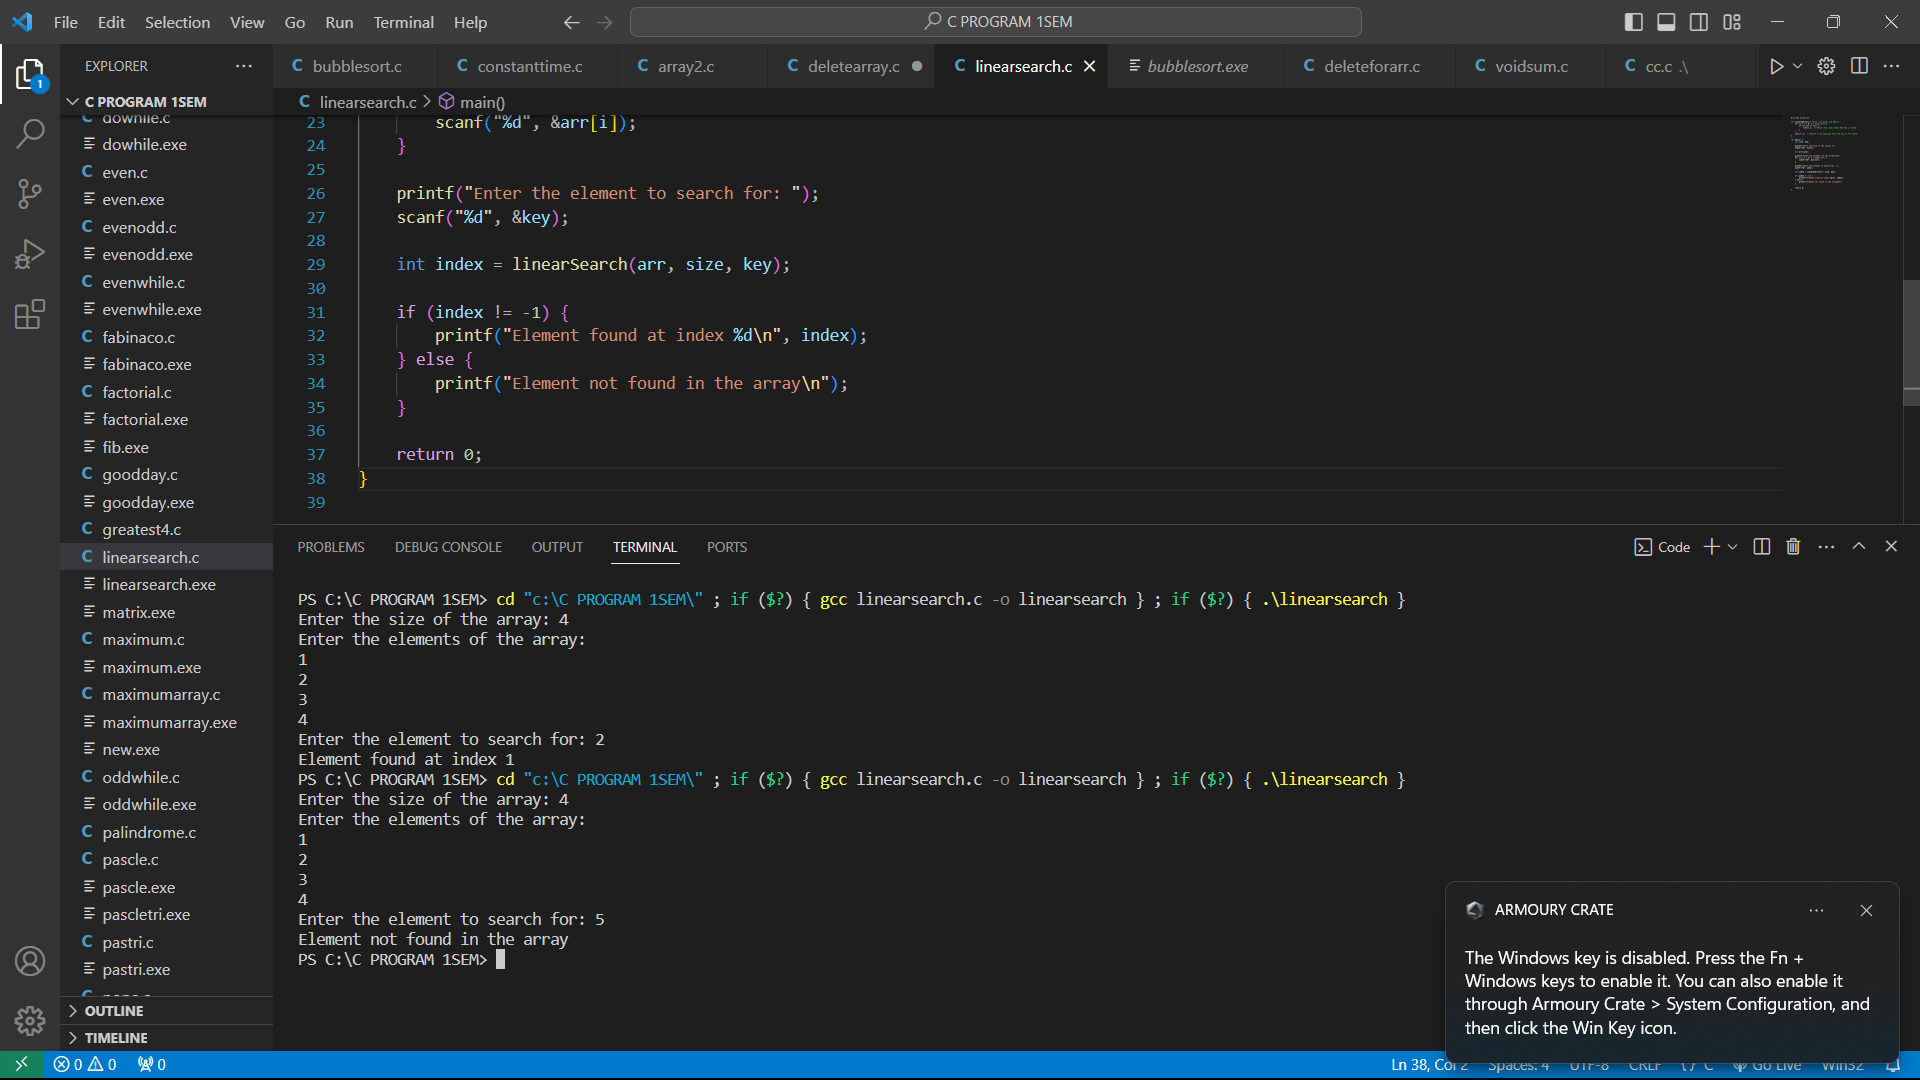 File Edit Selection View Go Run Terminal Help
C PROGRAM 1SEM
EXPLORER
C bubblesort.c C constanttime.c C array2.c C deletearray.c C linearsearch.c bubblesort.exe C deleteforarr.c C voidsum.c C cc.c .\
C PROGRAM 1SEM
C linearsearch.c > main()
1
C dowhile.c
dowhile.exe
C even.c
even.exe
C evenodd.c
evenodd.exe
C evenwhile.c
evenwhile.exe
C fabinaco.c
fabinaco.exe
C factorial.c
factorial.exe
fib.exe
C goodday.c
goodday.exe
C greatest4.c
C linearsearch.c
linearsearch.exe
matrix.exe
C maximum.c
maximum.exe
C maximumarray.c
maximumarray.exe
new.exe
C oddwhile.c
oddwhile.exe
C palindrome.c
C pascle.c
pascle.exe
pascletri.exe
C pastri.c
pastri.exe
OUTLINE
TIMELINE
23 scanf("%d", &arr[i]);
24 }
25
26 printf("Enter the element to search for: ");
27 scanf("%d", &key);
28
29 int index = linearSearch(arr, size, key);
30
31 if (index != -1) {
32 printf("Element found at index %d\n", index);
33 } else {
34 printf("Element not found in the array\n");
35 }
36
37 return 0;
38 }
39
PROBLEMS DEBUG CONSOLE OUTPUT TERMINAL PORTS
Code
PS C:\C PROGRAM 1SEM> cd "c:\C PROGRAM 1SEM\" ; if ($?) { gcc linearsearch.c -o linearsearch } ; if ($?) { .\linearsearch }
Enter the size of the array: 4
Enter the elements of the array:
1
2
3
4
Enter the element to search for: 2
Element found at index 1
PS C:\C PROGRAM 1SEM> cd "c:\C PROGRAM 1SEM\" ; if ($?) { gcc linearsearch.c -o linearsearch } ; if ($?) { .\linearsearch }
Enter the size of the array: 4
Enter the elements of the array:
1
2
3
4
Enter the element to search for: 5
Element not found in the array
PS C:\C PROGRAM 1SEM>
ARMOURY CRATE
The Windows key is disabled. Press the Fn +
Windows keys to enable it. You can also enable it
through Armoury Crate > System Configuration, and
then click the Win Key icon.
0 0 0
Ln 38, Col 2 Spaces: 4 UTF-8 CRLF {} C Go Live Win32